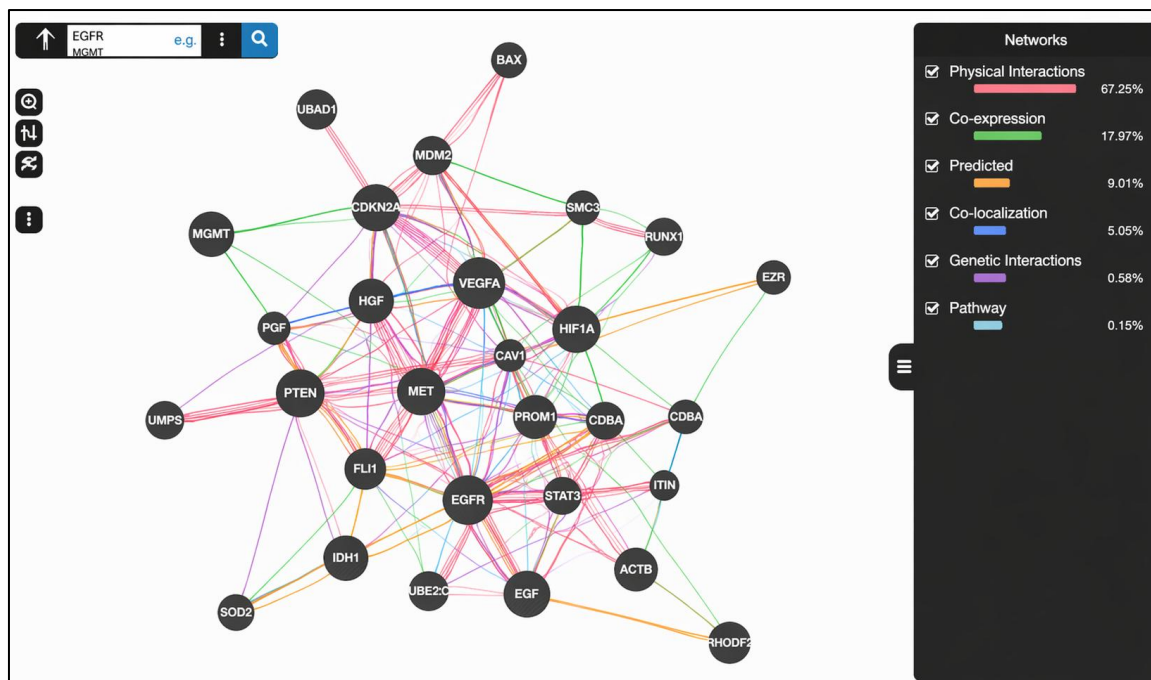 EGFR
e.g.
MGMT
BAX
UBAD1
MDM2
CDKN2A
SMC3
MGMT
RUNX1
EZR
VEGFA
HGF
PGF
HIF1A
CAV1
PTEN
MET
UMPS
PROM1
CDBA
CDBA
FLI1
EGFR
STAT3
ITIN
IDH1
ACTB
UBE2:C
EGF
SOD2
RHODF2
Networks
Physical Interactions
67.25%
Co-expression
17.97%
Predicted
9.01%
Co-localization
5.05%
Genetic Interactions
0.58%
Pathway
0.15%